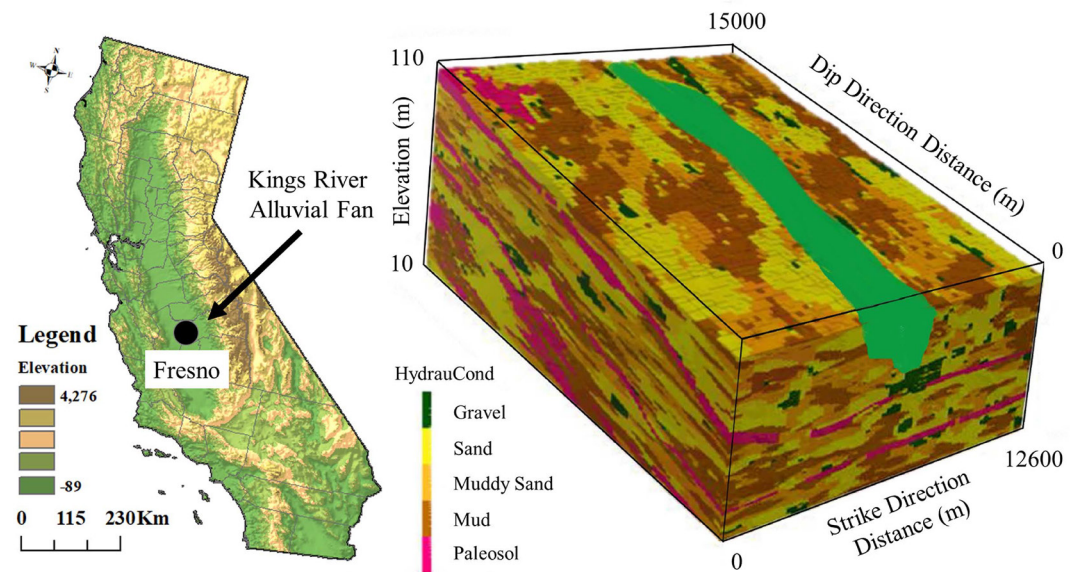 N
W
S
Kings River
Alluvial Fan
Fresno
Legend
Elevation
4,276
-89
0 115 230Km
15000
110
Dip Direction
Distance (m)
Elevation (m)
10
0
HydrauCond
Gravel
Sand
Muddy Sand
Mud
Paleosol
12600
Strike Direction
Distance (m)
0